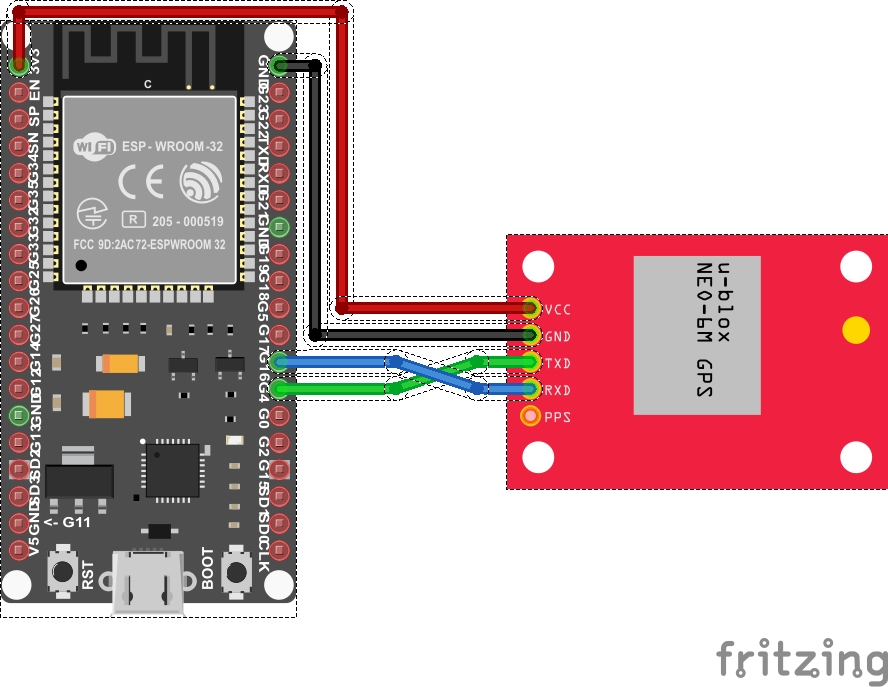 3V3
EN
SP
SN
G34
G35
G32
G33
G25
G26
G27
G14
G12
GND
G13
SD2
SD3
GND
V5
C
WiFi ESP-WROOM-32
CE
R 205-000519
FCC 9D:2AC72-ESPWROOM 32
<- G11
RST
BOOT
GND
G23
G22
TXD
RXD
G21
GND
G19
G18
G5
G17
G16
G4
G0
G2
G15
CLK
VCC
GND
TXD
RXD
PPS
u-blox
NEO-6M GPS
fritzing